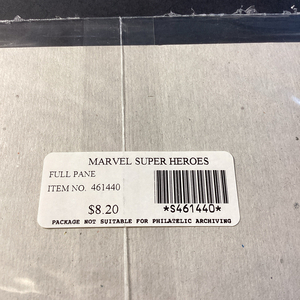 MARVEL SUPER HEROES
FULL PANE
ITEM NO. 461440
$8.20
*S461440*
PACKAGE NOT SUITABLE FOR PHILATELIC ARCHIVING